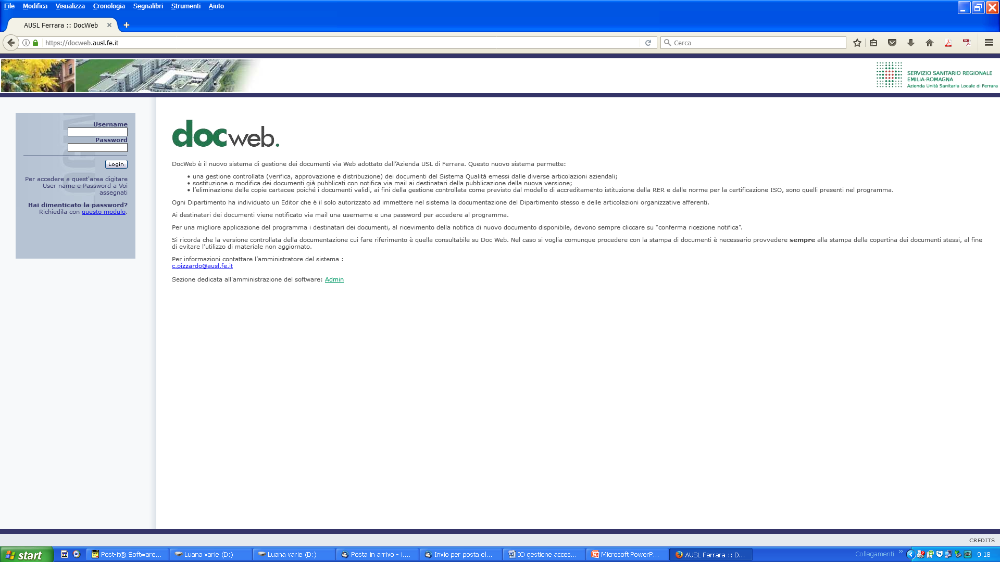 File Modifica Visualizza Cronologia Segnalibri Strumenti Aiuto
AUSL Ferrara :: DocWeb
https://docweb.ausl.fe.it
Cerca
SERVIZIO SANITARIO REGIONALE
EMILIA-ROMAGNA
Azienda Unità Sanitaria Locale di Ferrara
Username
Password
Login
Per accedere a quest'area digitare
User name e Password a Voi
assegnati
Hai dimenticato la password?
Richiedila con questo modulo.
docweb.
DocWeb è il nuovo sistema di gestione dei documenti via Web adottato dall’Azienda USL di Ferrara. Questo nuovo sistema permette:
• una gestione controllata (verifica, approvazione e distribuzione) dei documenti del Sistema Qualità emessi dalle diverse articolazioni aziendali;
• sostituzione o modifica dei documenti già pubblicati con notifica via mail ai destinatari della pubblicazione della nuova versione;
• l’eliminazione delle copie cartacee poiché i documenti validi, ai fini della gestione controllata come previsto dal modello di accreditamento istituzione della RER e dalle norme per la certificazione ISO, sono quelli presenti nel programma.
Ogni Dipartimento ha individuato un Editor che è il solo autorizzato ad immettere nel sistema la documentazione del Dipartimento stesso e delle articolazioni organizzative afferenti.
Ai destinatari dei documenti viene notificato via mail una username e una password per accedere al programma.
Per una migliore applicazione del programma i destinatari dei documenti, al ricevimento della notifica di nuovo documento disponibile, devono sempre cliccare su “conferma ricezione notifica”.
Si ricorda che la versione controllata della documentazione cui fare riferimento è quella consultabile su Doc Web. Nel caso si voglia comunque procedere con la stampa di documenti è necessario provvedere sempre alla stampa della copertina dei documenti stessi, al fine
di evitare l’utilizzo di materiale non aggiornato.
Per informazioni contattare l’amministratore del sistema :
c.pizzardo@ausl.fe.it
Sezione dedicata all'amministrazione del software: Admin
CREDITS
start Post-it® Software... Luana varie (D:) Luana varie (D:) Posta in arrivo - i.... Invio per posta el... IO gestione acces... Microsoft PowerP... AUSL Ferrara :: D... Collegamenti » 9.18